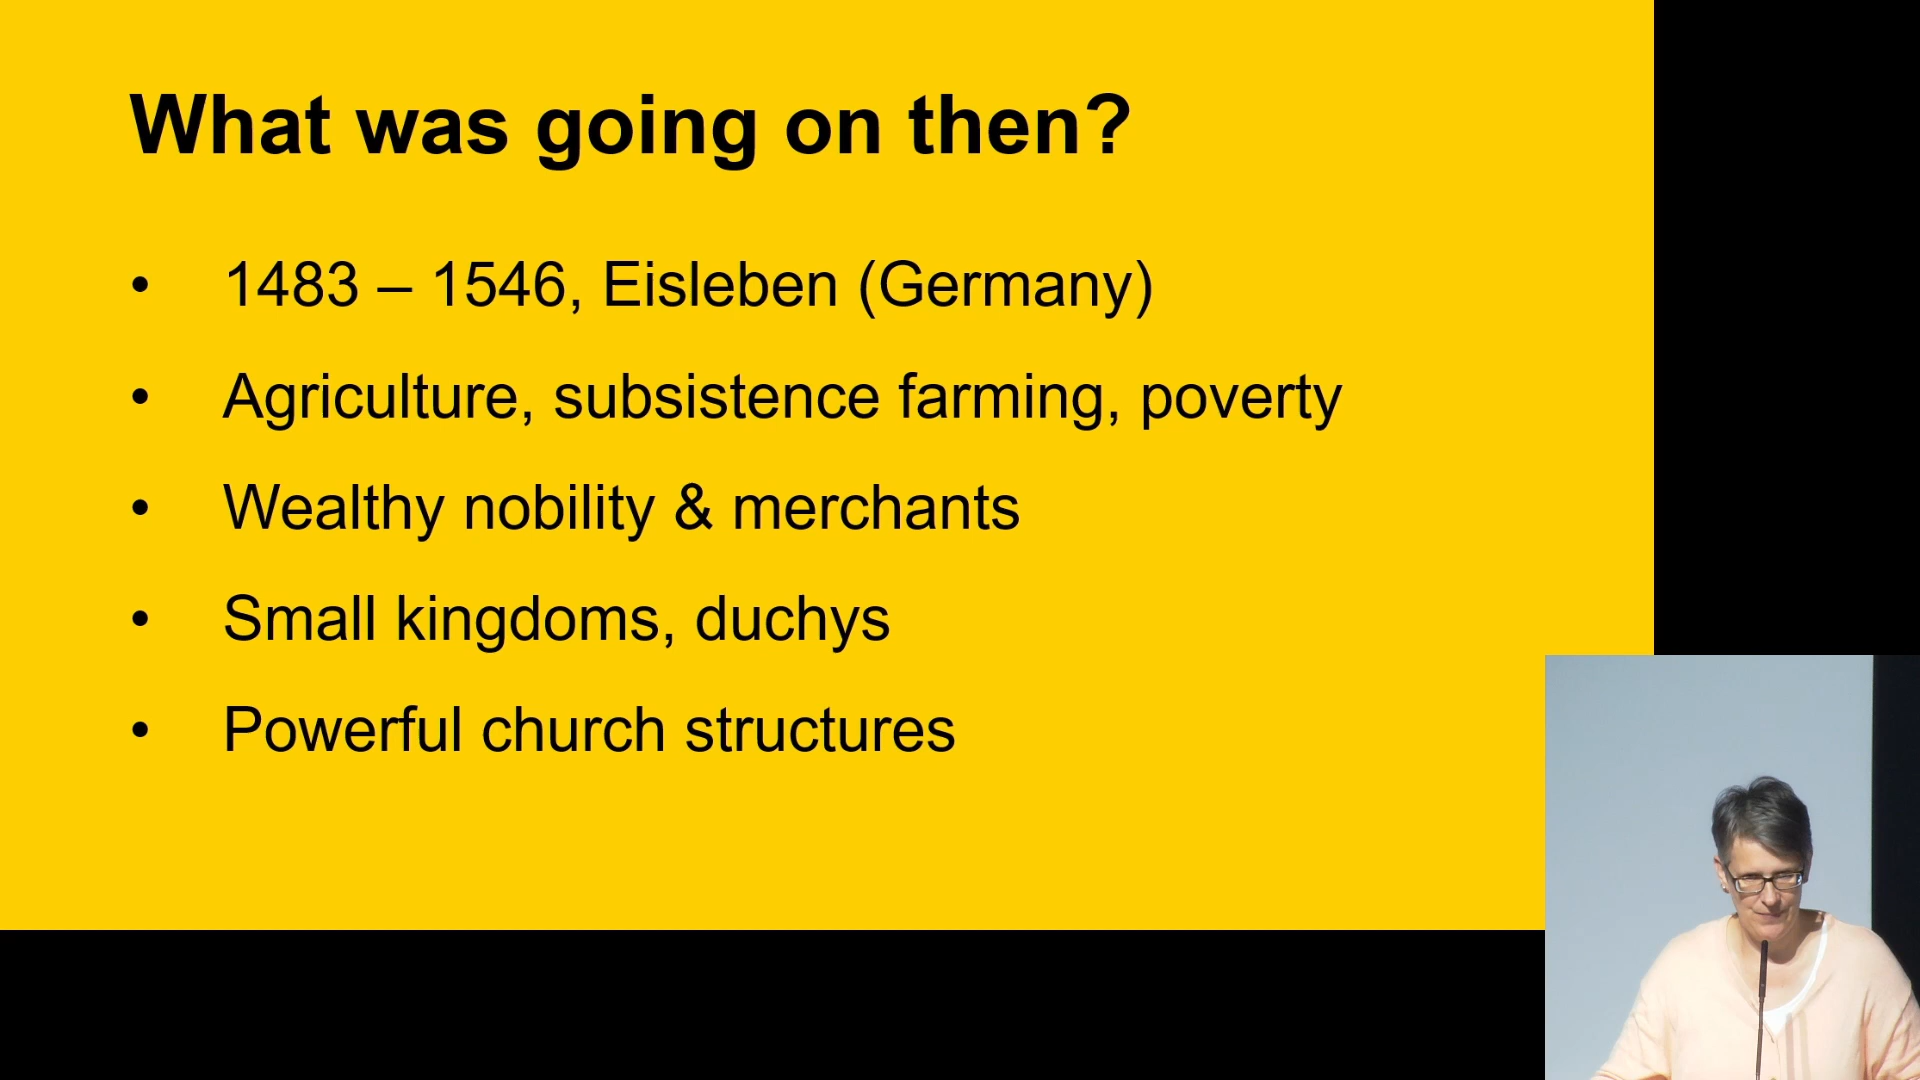 What was going on then?
• 1483 – 1546, Eisleben (Germany)
• Agriculture, subsistence farming, poverty
• Wealthy nobility & merchants
• Small kingdoms, duchys
• Powerful church structures